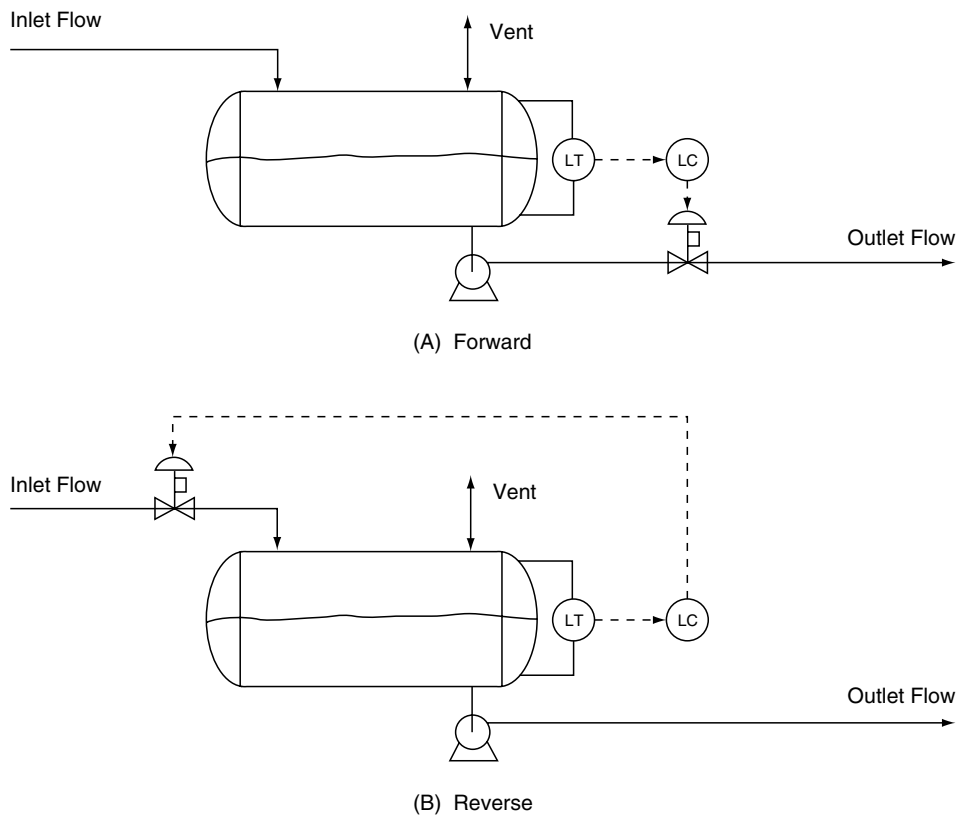 Inlet Flow
Vent
LT
LC
Outlet Flow
(A) Forward
Inlet Flow
Vent
LT
LC
Outlet Flow
(B) Reverse